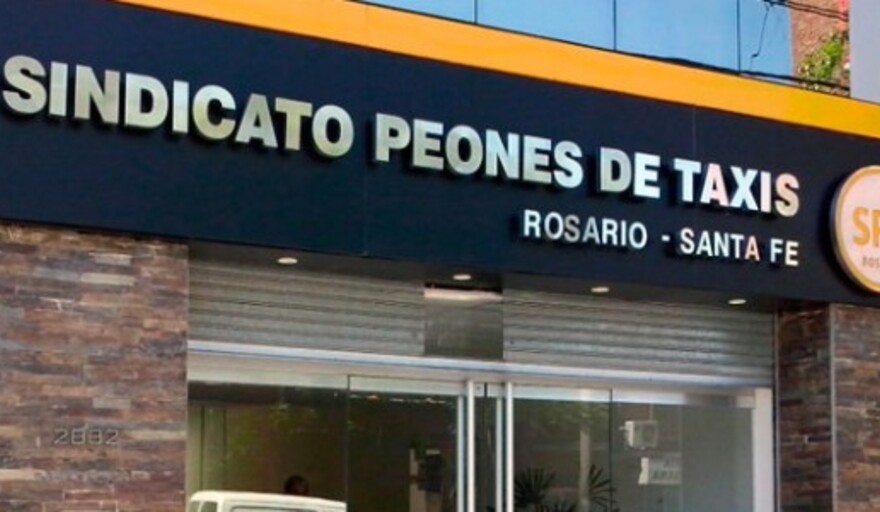 SINDICATO PEONES DE TAXIS
ROSARIO - SANTA FE
2832